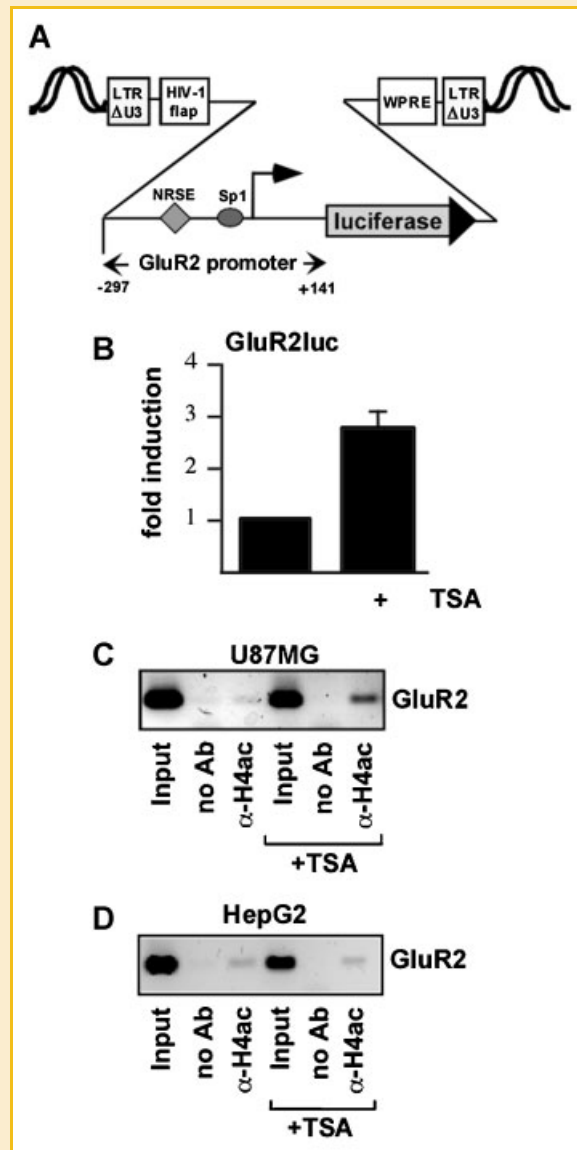 A
LTR
ΔU3
HIV-1
flap
WPRE
LTR
ΔU3
NRSE
Sp1
luciferase
GluR2 promoter
-297
+141
B
GluR2luc
fold induction
4
3
2
1
+
TSA
C
U87MG
GluR2
Input
no Ab
α-H4ac
Input
no Ab
α-H4ac
+TSA
D
HepG2
GluR2
Input
no Ab
α-H4ac
Input
no Ab
α-H4ac
+TSA